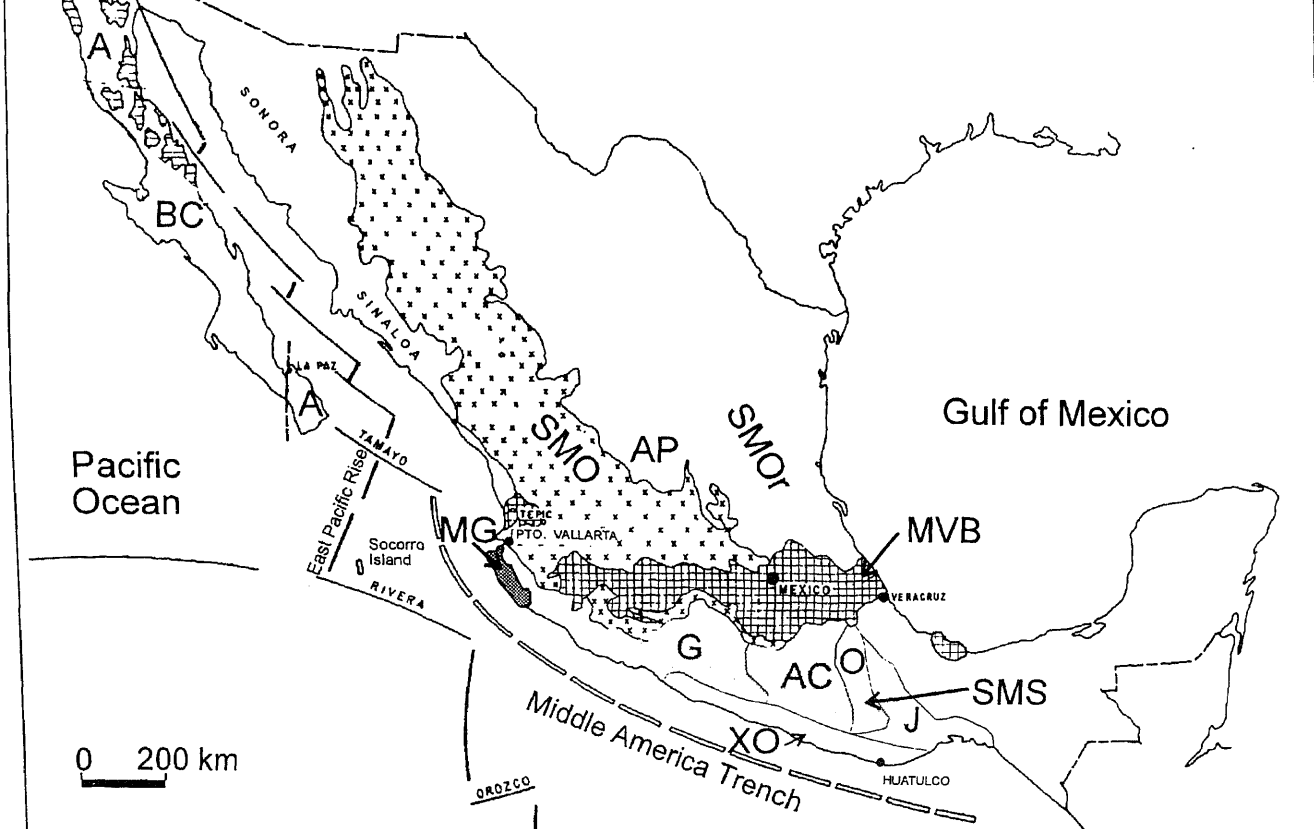 A
SONORA
BC
SINALOA
LA PAZ
A
TAMAYO
Pacific
Ocean
East Pacific Rise
SMO
AP
SMOr
Gulf of Mexico
TEPIC
MG
PTO. VALLARTA
MVB
Socorro
Island
MEXICO
VERACRUZ
RIVERA
G
AC
O
SMS
J
XO
Middle America Trench
0 200 km
HUATULCO
OROZCO